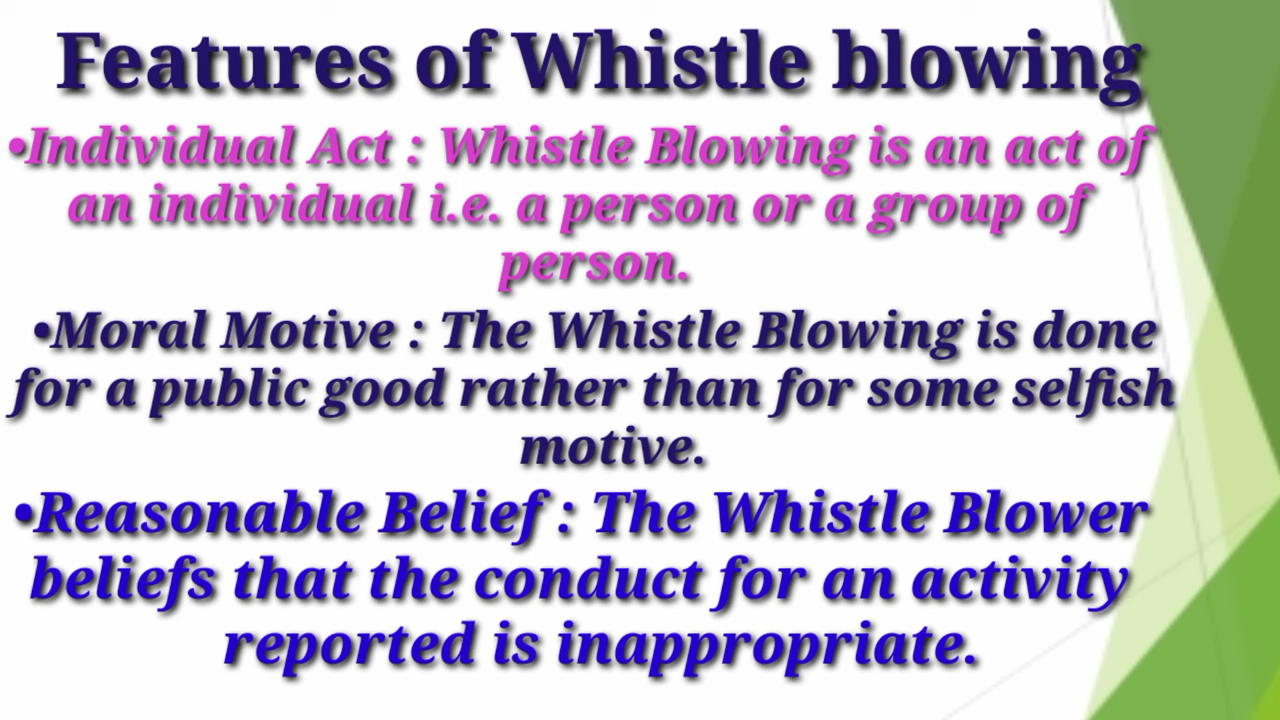 Features of Whistle blowing
•Individual Act : Whistle Blowing is an act of
an individual i.e. a person or a group of
person.
•Moral Motive : The Whistle Blowing is done
for a public good rather than for some selfish
motive.
•Reasonable Belief : The Whistle Blower
beliefs that the conduct for an activity
reported is inappropriate.